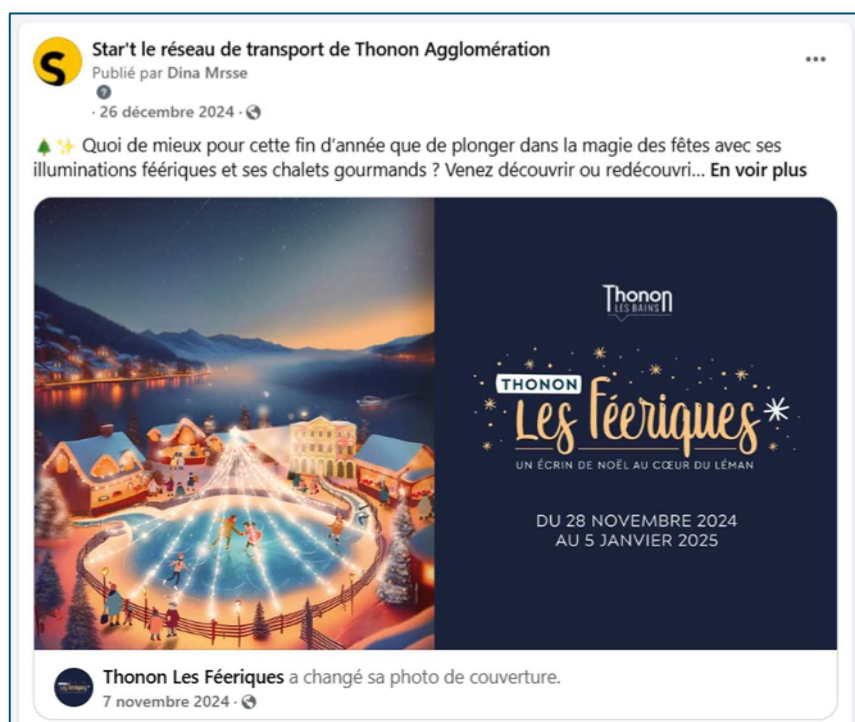 Star't le réseau de transport de Thonon Agglomération
Publié par Dina Mrsse
· 26 décembre 2024 ·
Quoi de mieux pour cette fin d'année que de plonger dans la magie des fêtes avec ses
illuminations féériques et ses chalets gourmands ? Venez découvrir ou redécouvri... En voir plus
Thonon
LES BAINS
THONON
Les Féeriques
UN ÉCRIN DE NOËL AU CŒUR DU LÉMAN
DU 28 NOVEMBRE 2024
AU 5 JANVIER 2025
Thonon Les Féeriques a changé sa photo de couverture.
7 novembre 2024 ·